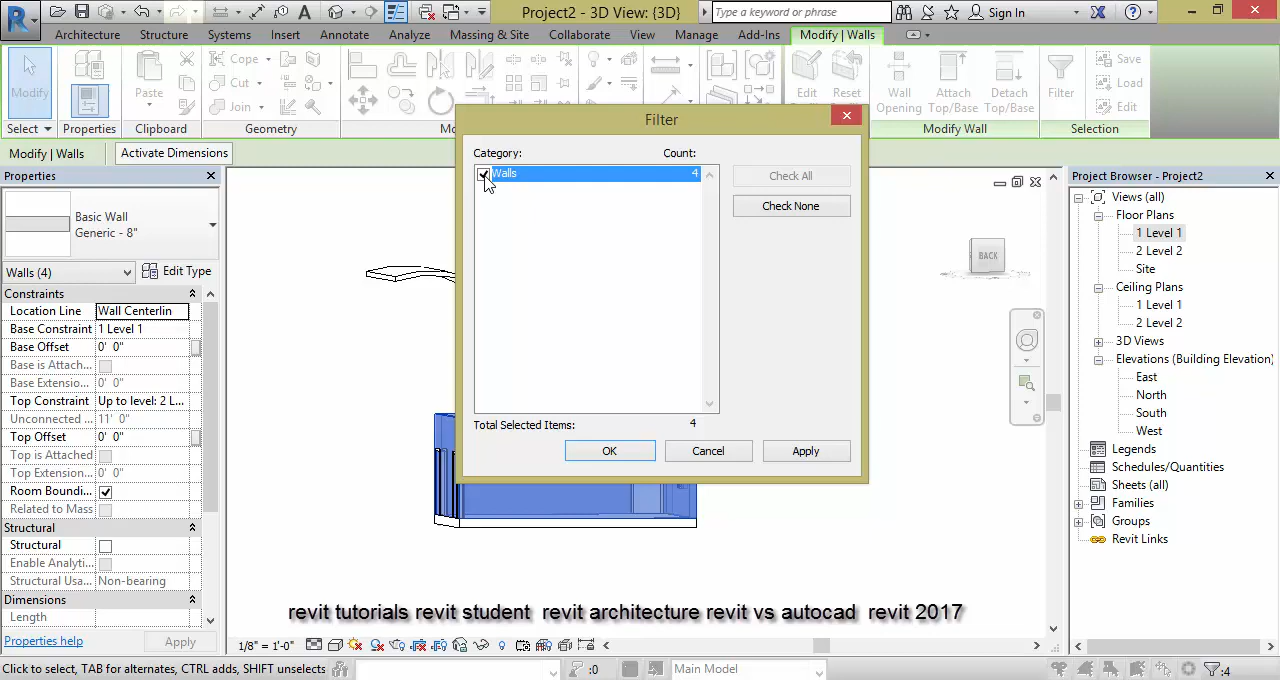 Project2 - 3D View: {3D}
Type a keyword or phrase
Sign In
Architecture Structure Systems Insert Annotate Analyze Massing & Site Collaborate View Manage Add-Ins Modify | Walls
Modify
Paste
Cope
Cut
Join
Edit
Reset
Wall
Opening
Attach
Top/Base
Detach
Top/Base
Filter
Save
Load
Edit
Select Properties Clipboard Geometry Modify Wall Selection
Modify | Walls Activate Dimensions
Properties
Basic Wall
Generic - 8"
Walls (4) Edit Type
Constraints
Location Line Wall Centerlin
Base Constraint 1 Level 1
Base Offset 0' 0"
Base is Attach...
Base Extensio... 0' 0"
Top Constraint Up to level: 2 L...
Unconnected ... 11' 0"
Top Offset 0' 0"
Top is Attached
Top Extension... 0' 0"
Room Boundi...
Related to Mass
Structural
Structural
Enable Analyti...
Structural Usa... Non-bearing
Dimensions
Length
Properties help Apply
Filter
Category: Count:
Walls 4
Check All
Check None
Total Selected Items: 4
OK Cancel Apply
BACK
Project Browser - Project2
Views (all)
Floor Plans
1 Level 1
2 Level 2
Site
Ceiling Plans
1 Level 1
2 Level 2
3D Views
Elevations (Building Elevation)
East
North
South
West
Legends
Schedules/Quantities
Sheets (all)
Families
Groups
Revit Links
revit tutorials revit student revit architecture revit vs autocad revit 2017
1/8" = 1'-0"
Click to select, TAB for alternates, CTRL adds, SHIFT unselects :0 Main Model :4